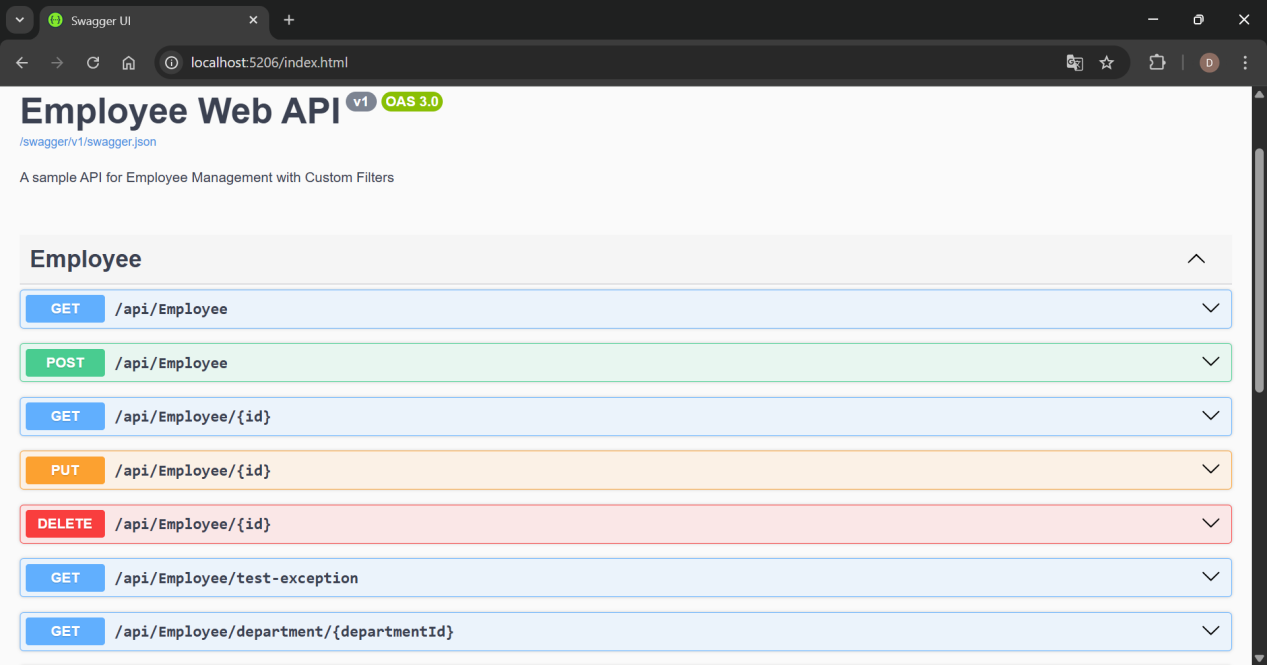 Swagger UI
localhost:5206/index.html
D
Employee Web API v1 OAS 3.0
/swagger/v1/swagger.json
A sample API for Employee Management with Custom Filters
Employee
GET /api/Employee
POST /api/Employee
GET /api/Employee/{id}
PUT /api/Employee/{id}
DELETE /api/Employee/{id}
GET /api/Employee/test-exception
GET /api/Employee/department/{departmentId}